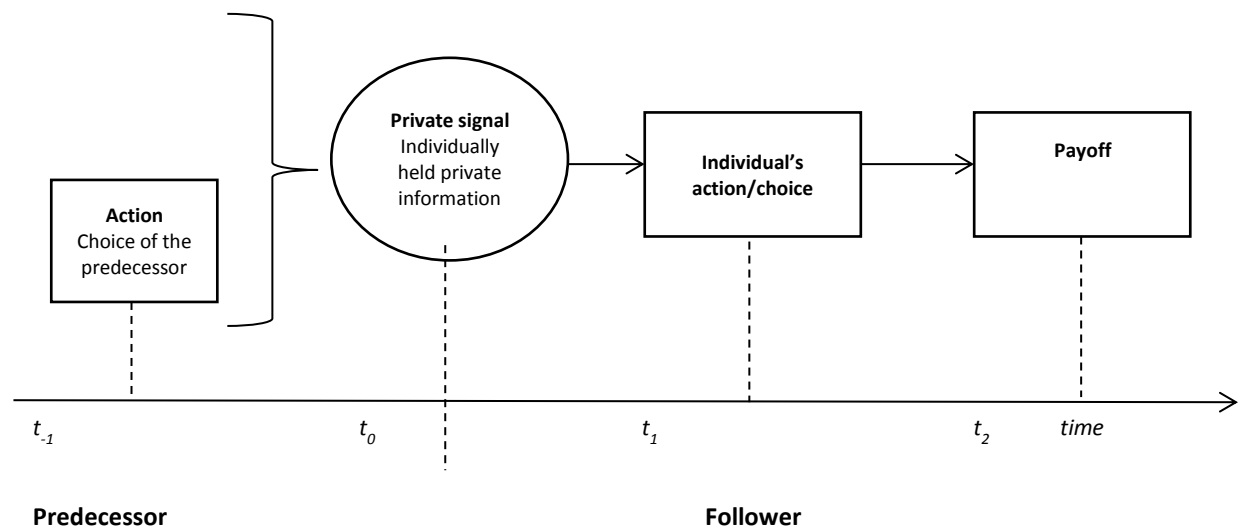 Action
Choice of the
predecessor
Private signal
Individually
held private
information
Individual’s
action/choice
Payoff
t-1
t0
t1
t2
time
Predecessor
Follower